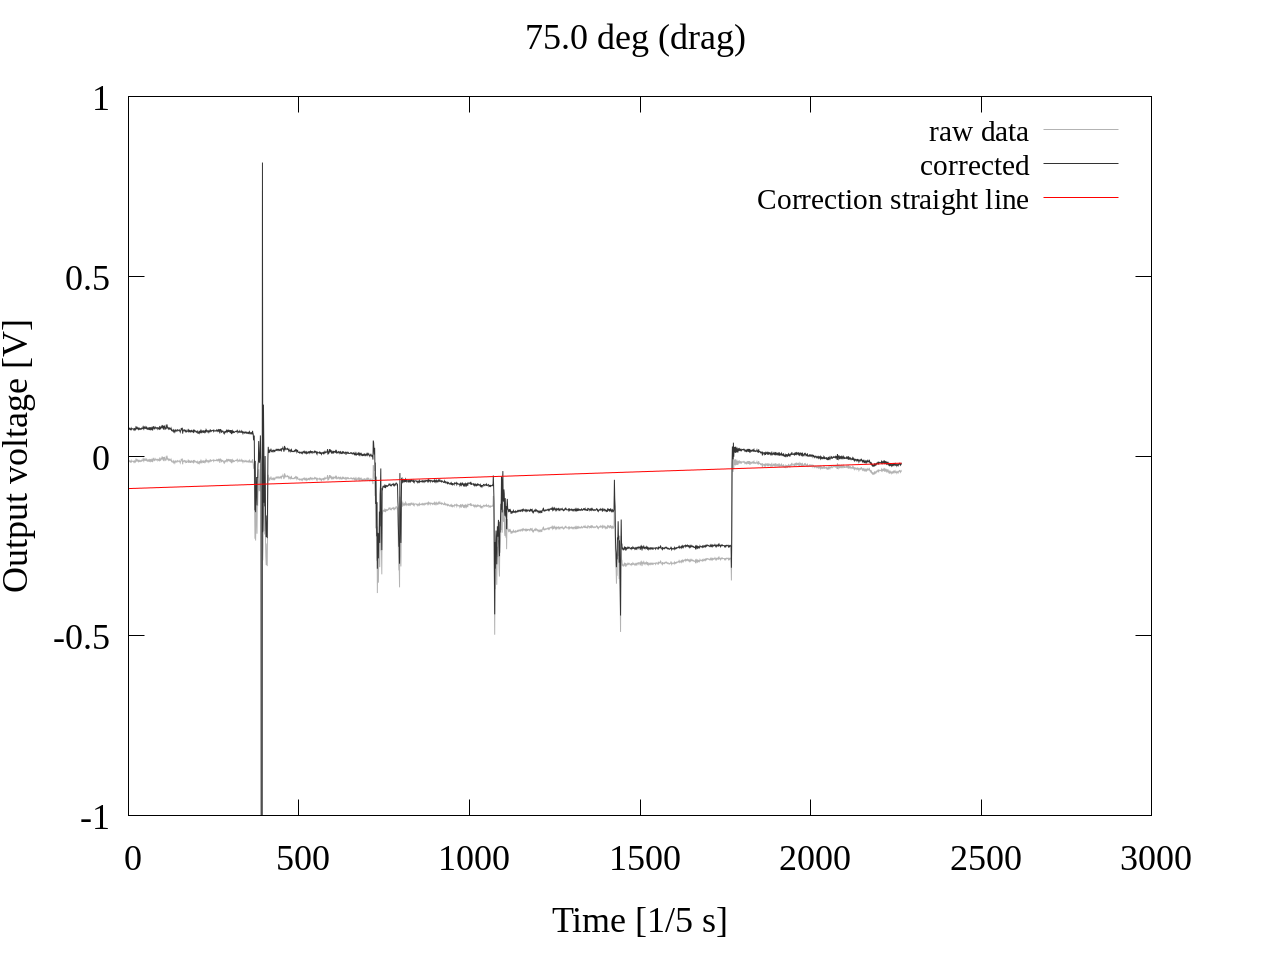 75.0 deg (drag)
1
0.5
0
-0.5
-1
Output voltage [V]
raw data
corrected
Correction straight line
0 500 1000 1500 2000 2500 3000
Time [1/5 s]